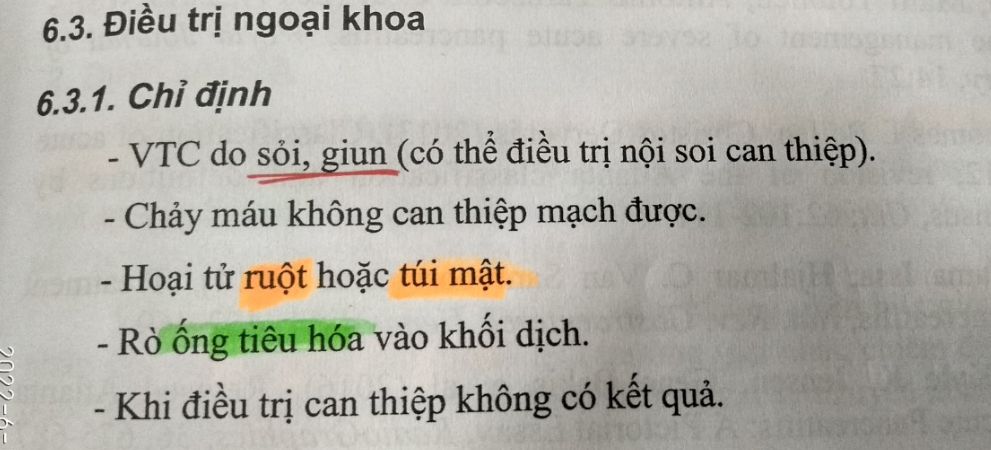 6.3. Điều trị ngoại khoa
6.3.1. Chỉ định
- VTC do sỏi, giun (có thể điều trị nội soi can thiệp).
- Chảy máu không can thiệp mạch được.
- Hoại tử ruột hoặc túi mật.
- Rò ống tiêu hóa vào khối dịch.
- Khi điều trị can thiệp không có kết quả.